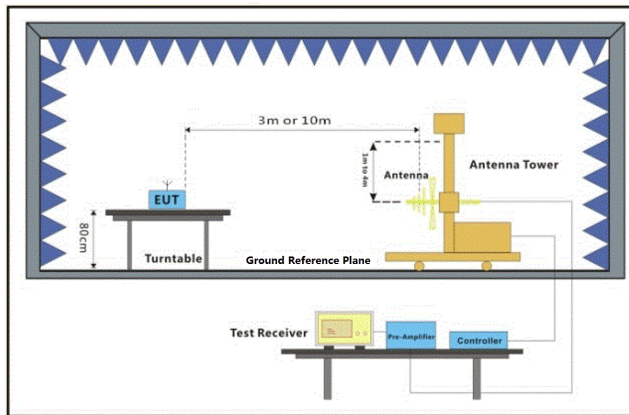 3m or 10m
1m to 4m
Antenna
Antenna Tower
EUT
80cm
Turntable
Ground Reference Plane
Test Receiver
Pre-Amplifier
Controller